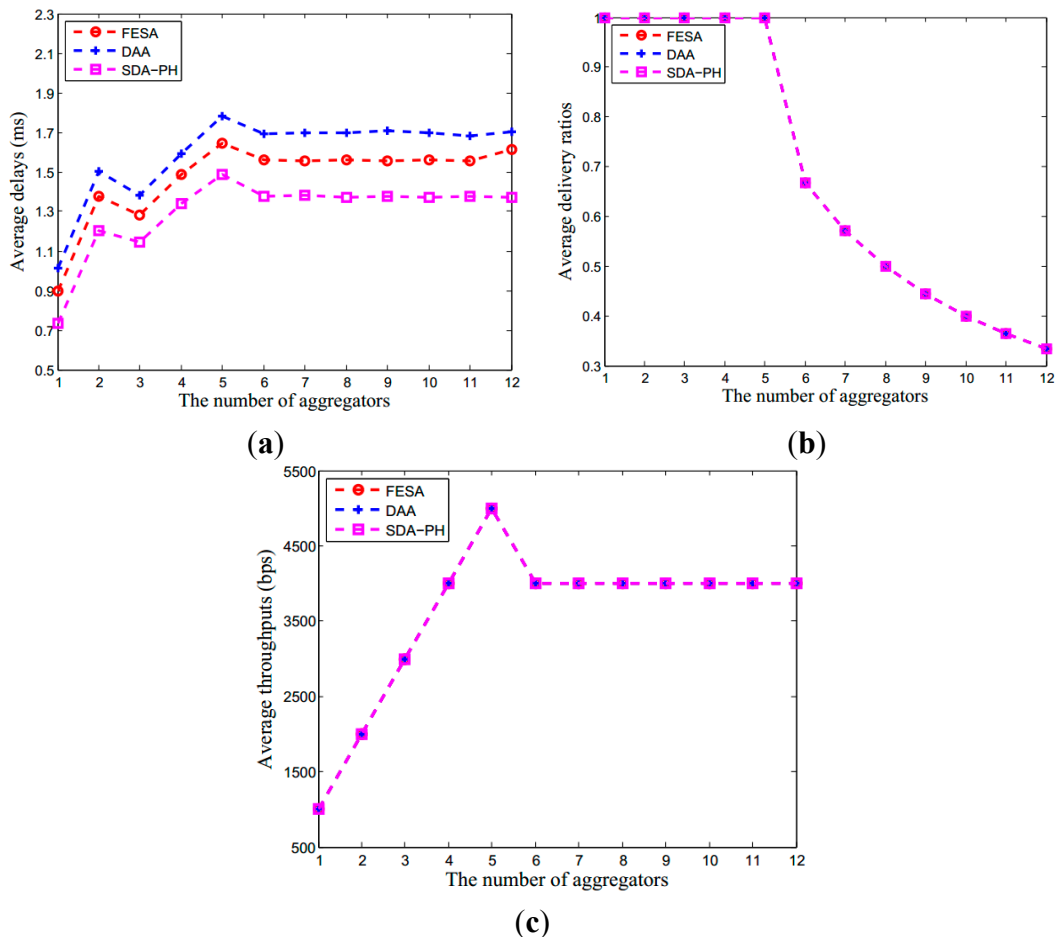 2.3
2.1
1.9
1.7
1.5
1.3
1.1
0.9
0.7
0.5
Average delays (ms)
FESA
DAA
SDA-PH
1 2 3 4 5 6 7 8 9 10 11 12
The number of aggregators
(a)
1
0.9
0.8
0.7
0.6
0.5
0.4
0.3
Average delivery ratios
FESA
DAA
SDA-PH
1 2 3 4 5 6 7 8 9 10 11 12
The number of aggregators
(b)
5500
4500
3500
2500
1500
500
Average throughputs (bps)
FESA
DAA
SDA-PH
1 2 3 4 5 6 7 8 9 10 11 12
The number of aggregators
(c)